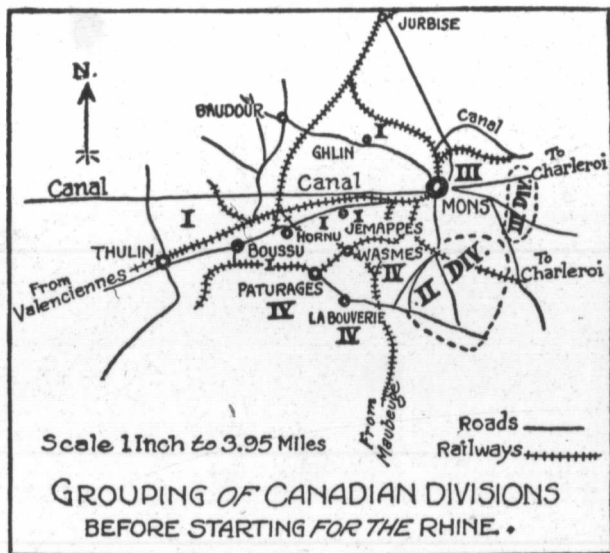 JURBISE
N.
BAUDOUR
I
GHLIN
Canal
To
Charleroi
III
Canal
Canal
MONS
III DIV.
I
I
I
JEMAPPES
HORNU
THULIN
BOUSSU
I
WASMES
IV
II DIV.
To
Charleroi
From
Valenciennes
PATURAGES
IV
LA BOUVERIE
IV
From
Maubeuge
Scale 1 Inch to 3.95 Miles
Roads
Railways
GROUPING OF CANADIAN DIVISIONS
BEFORE STARTING FOR THE RHINE.